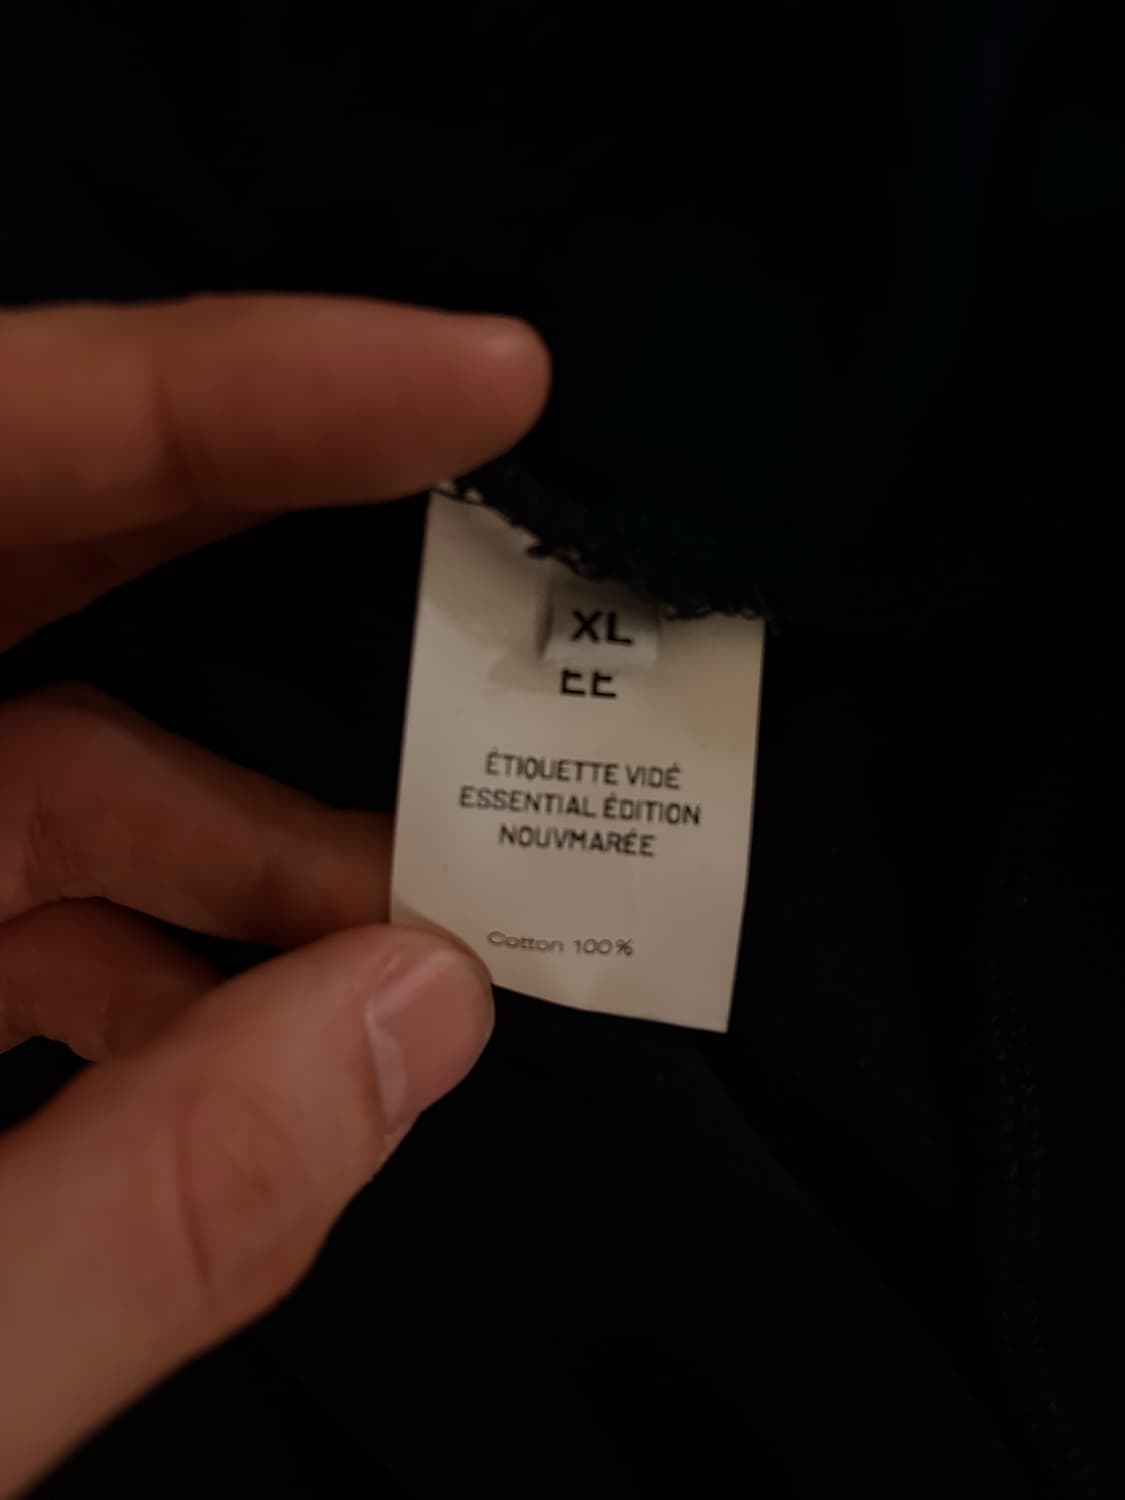 XL
EE
ÉTIQUETTE VIDÉ
ESSENTIAL ÉDITION
NOUVMARÉE
Cotton 100%